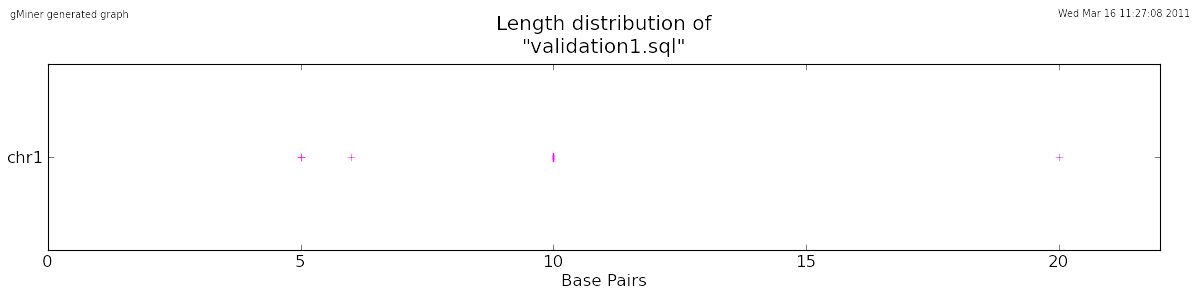 gMiner generated graph
Wed Mar 16 11:27:08 2011
Length distribution of
"validation1.sql"
chr1
0 5 10 15 20
Base Pairs